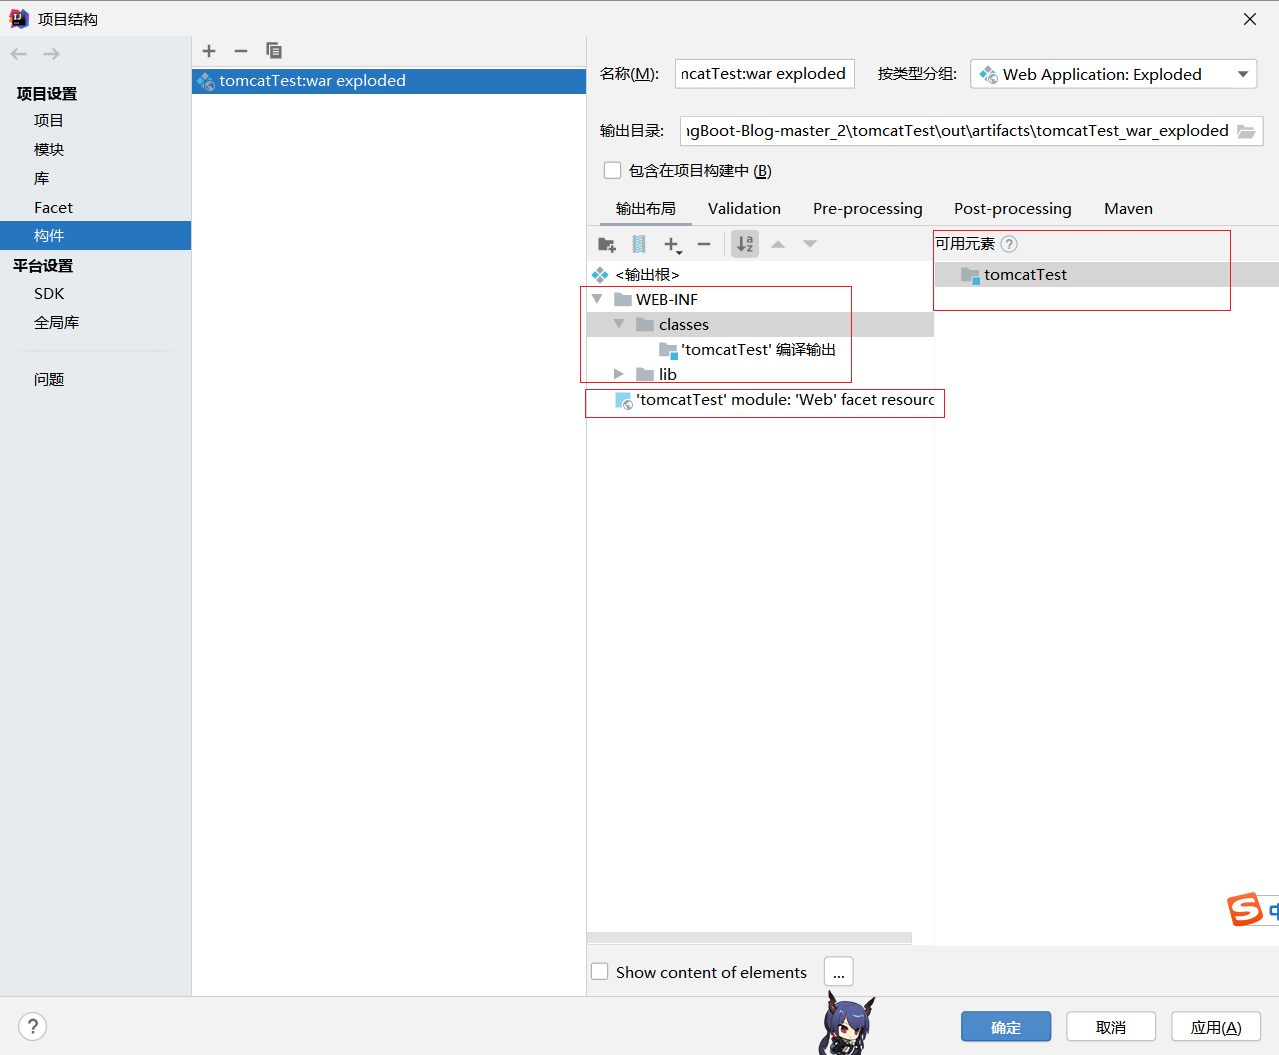 项目结构
项目设置
项目
模块
库
Facet
构件
平台设置
SDK
全局库
问题
tomcatTest:war exploded
名称(M):
ncatTest:war exploded
按类型分组:
Web Application: Exploded
输出目录:
ngBoot-Blog-master_2\tomcatTest\out\artifacts\tomcatTest_war_exploded
包含在项目构建中 (B)
输出布局 Validation Pre-processing Post-processing Maven
<输出根>
WEB-INF
classes
'tomcatTest' 编译输出
lib
'tomcatTest' module: 'Web' facet resourc
可用元素 ?
tomcatTest
Show content of elements ...
? 确定 取消 应用(A)